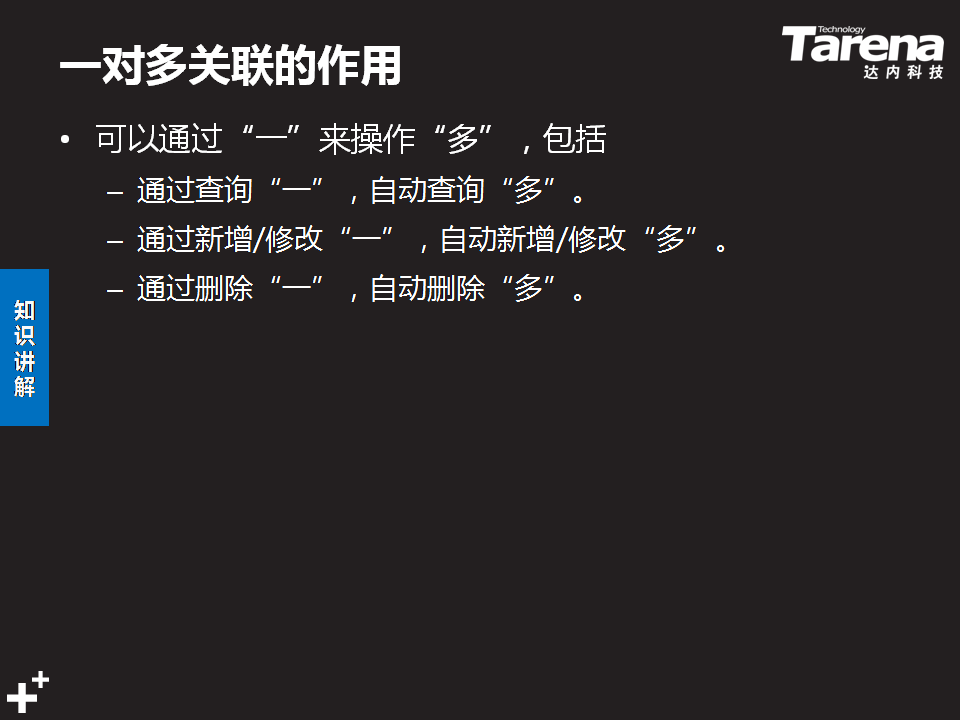 一对多关联的作用
Technology
Tarena
达内科技
• 可以通过“一”来操作“多”，包括
– 通过查询“一”，自动查询“多”。
– 通过新增/修改“一”，自动新增/修改“多”。
– 通过删除“一”，自动删除“多”。
知识讲解